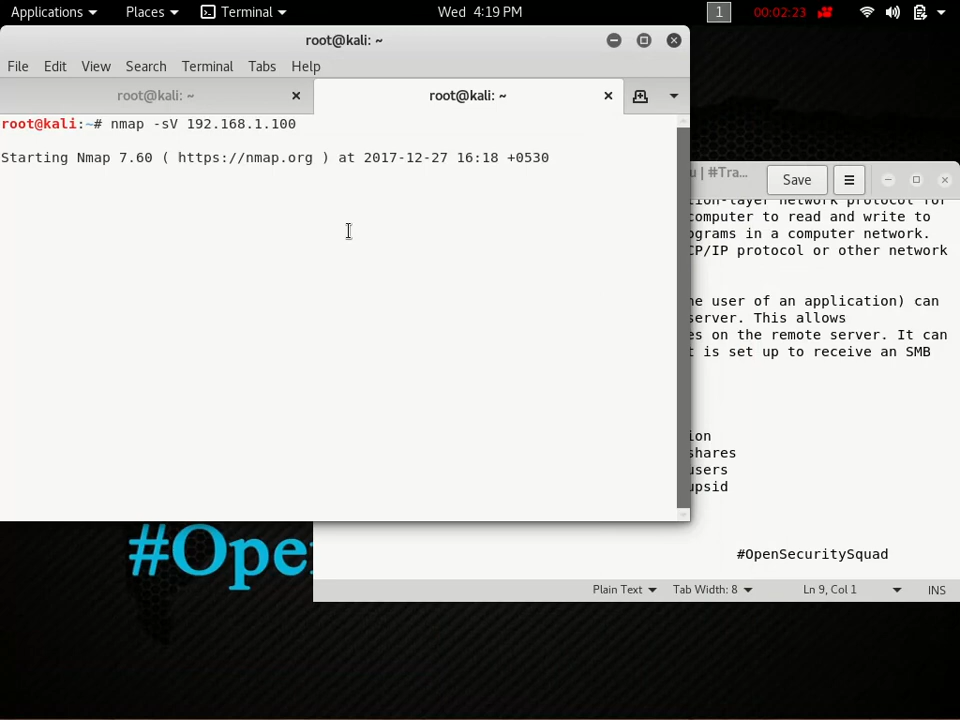 Applications Places Terminal Wed 4:19 PM 1 00:02:23
root@kali: ~
File Edit View Search Terminal Tabs Help
root@kali: ~ root@kali: ~
root@kali:~# nmap -sV 192.168.1.100
Starting Nmap 7.60 ( https://nmap.org ) at 2017-12-27 16:18 +0530
u | #Tra... Save
tion-layer network protocol for
computer to read and write to
ograms in a computer network.
CP/IP protocol or other network
he user of an application) can
server. This allows
es on the remote server. It can
t is set up to receive an SMB
ion
shares
users
upsid
#OpenSecuritySquad
#Ope
Plain Text Tab Width: 8 Ln 9, Col 1 INS